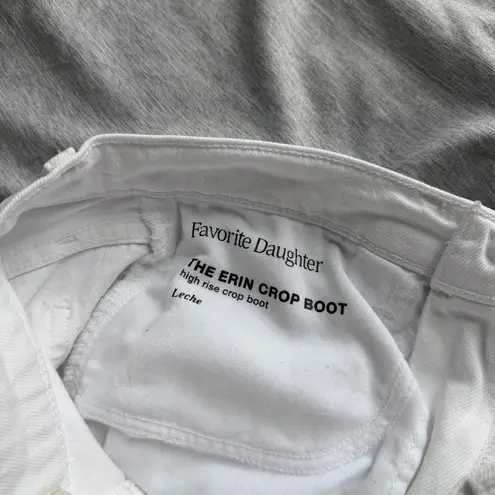 Favorite Daughter
THE ERIN CROP BOOT
high rise crop boot
Leche